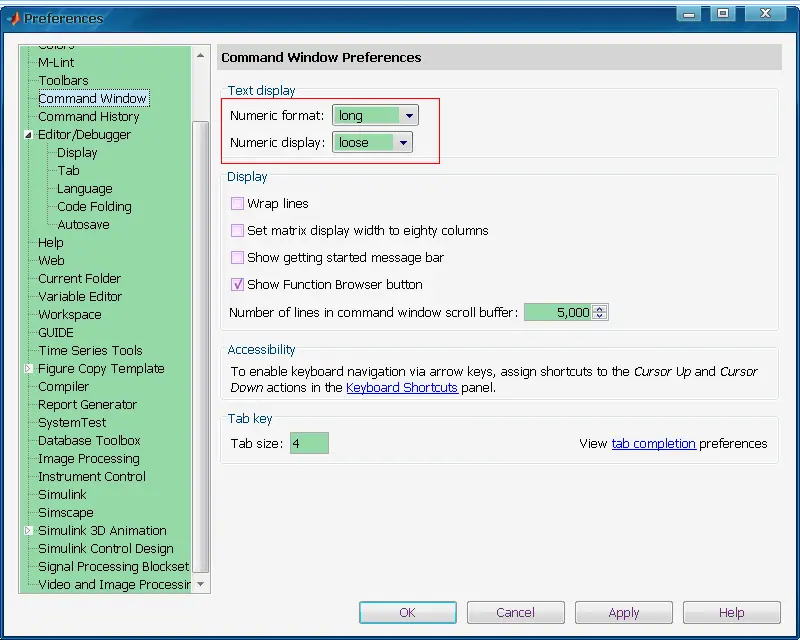 Preferences
Colors
M-Lint
Toolbars
Command Window
Command History
Editor/Debugger
Display
Tab
Language
Code Folding
Autosave
Help
Web
Current Folder
Variable Editor
Workspace
GUIDE
Time Series Tools
Figure Copy Template
Compiler
Report Generator
SystemTest
Database Toolbox
Image Processing
Instrument Control
Simulink
Simscape
Simulink 3D Animation
Simulink Control Design
Signal Processing Blockset
Video and Image Processin
Command Window Preferences
Text display
Numeric format: long
Numeric display: loose
Display
Wrap lines
Set matrix display width to eighty columns
Show getting started message bar
Show Function Browser button
Number of lines in command window scroll buffer: 5,000
Accessibility
To enable keyboard navigation via arrow keys, assign shortcuts to the Cursor Up and Cursor
Down actions in the Keyboard Shortcuts panel.
Tab key
Tab size: 4 View tab completion preferences
OK Cancel Apply Help